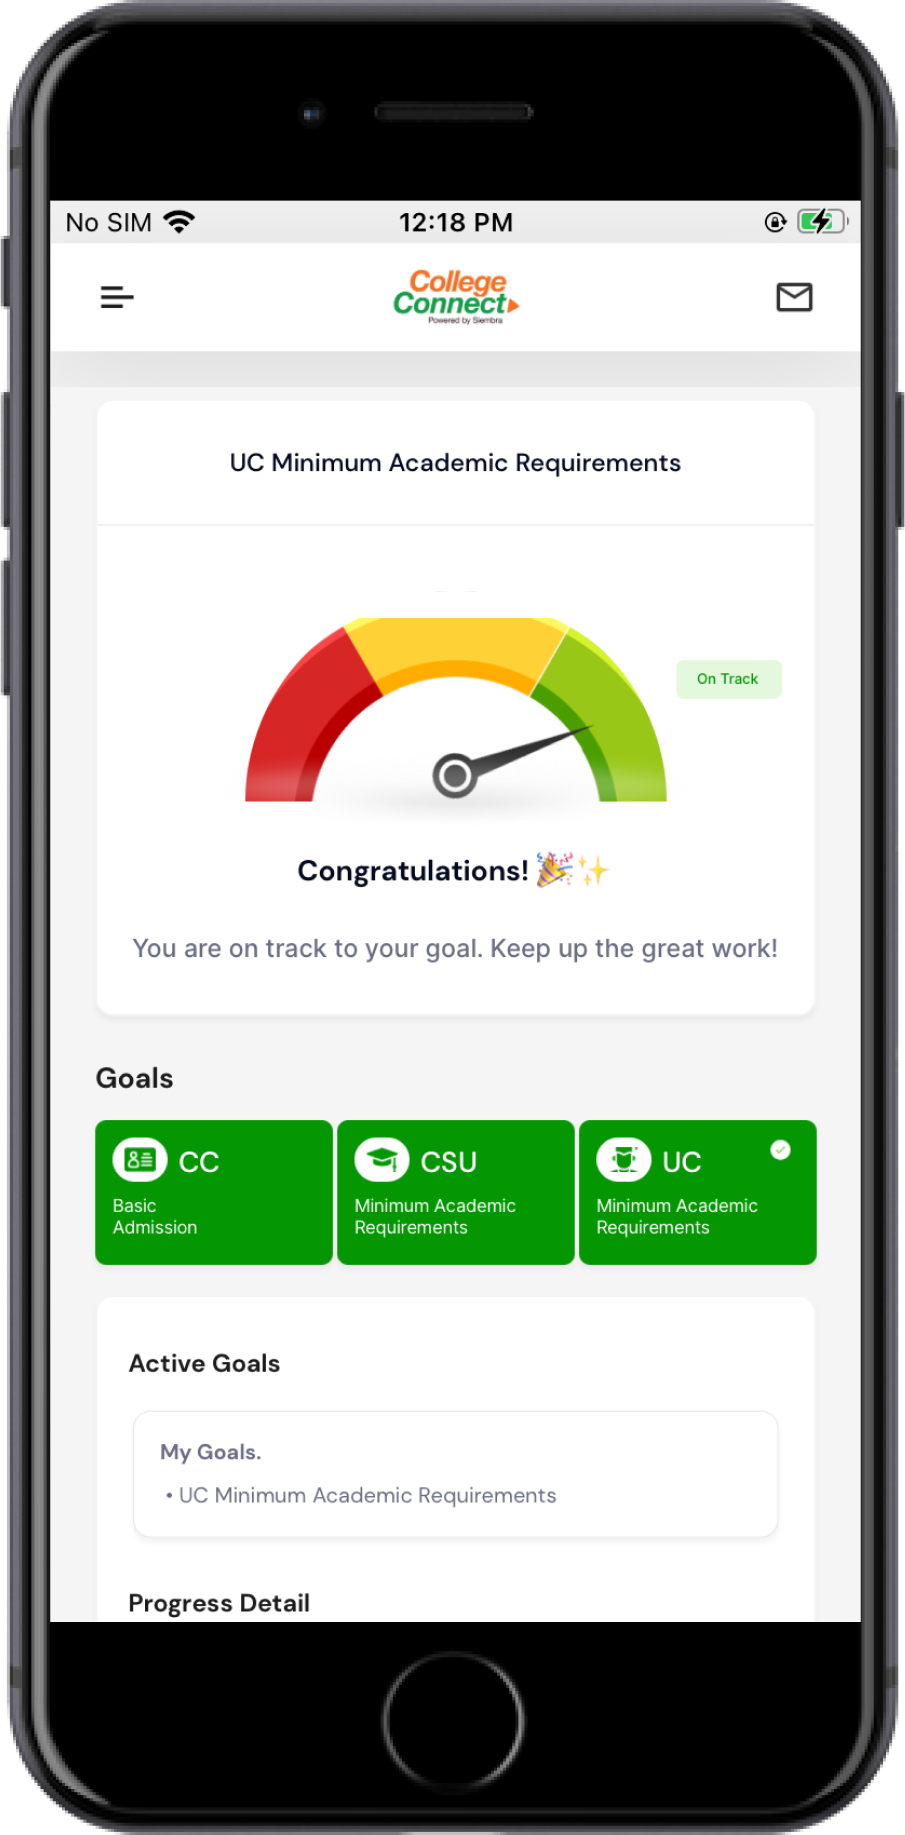 No SIM
12:18 PM
College
Connect
Powered by Siembra
UC Minimum Academic Requirements
On Track
Congratulations! 🎉✨
You are on track to your goal. Keep up the great work!
Goals
CC
Basic
Admission
CSU
Minimum Academic
Requirements
UC
Minimum Academic
Requirements
Active Goals
My Goals.
• UC Minimum Academic Requirements
Progress Detail